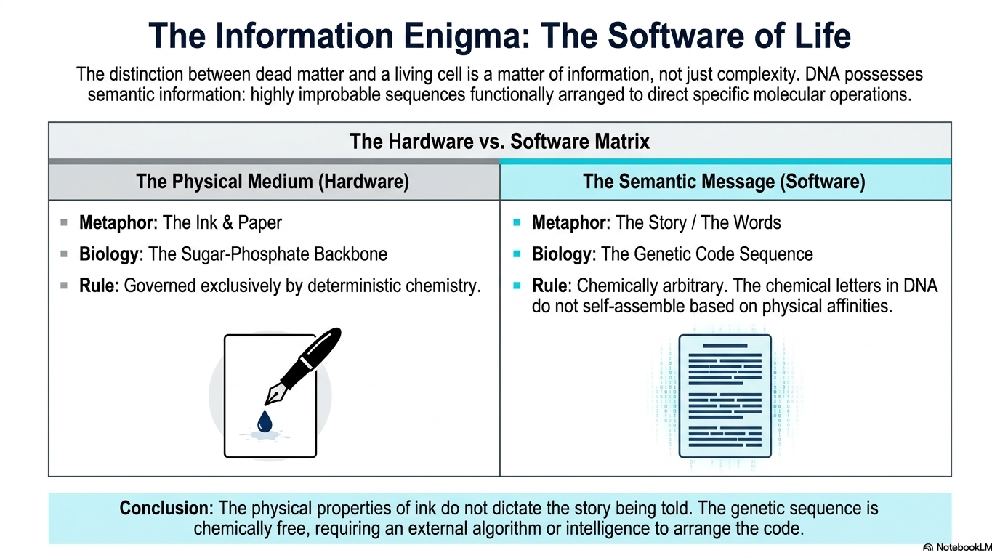 The Information Enigma: The Software of Life
The distinction between dead matter and a living cell is a matter of information, not just complexity. DNA possesses
semantic information: highly improbable sequences functionally arranged to direct specific molecular operations.
The Hardware vs. Software Matrix
The Physical Medium (Hardware)
Metaphor: The Ink & Paper
Biology: The Sugar-Phosphate Backbone
Rule: Governed exclusively by deterministic chemistry.
The Semantic Message (Software)
Metaphor: The Story / The Words
Biology: The Genetic Code Sequence
Rule: Chemically arbitrary. The chemical letters in DNA
do not self-assemble based on physical affinities.
Conclusion: The physical properties of ink do not dictate the story being told. The genetic sequence is
chemically free, requiring an external algorithm or intelligence to arrange the code.
NotebookLM